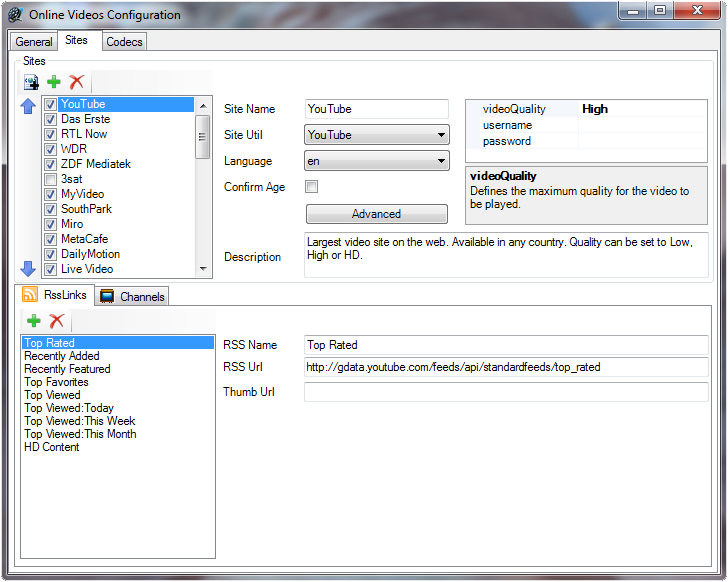 Online Videos Configuration
General Sites Codecs
Sites
YouTube
Das Erste
RTL Now
WDR
ZDF Mediatek
3sat
MyVideo
SouthPark
Miro
MetaCafe
DailyMotion
Live Video
Site Name YouTube
Site Util YouTube
Language en
Confirm Age
Advanced
videoQuality High
username
password
videoQuality
Defines the maximum quality for the video to
be played.
Description
Largest video site on the web. Available in any country. Quality can be set to Low,
High or HD.
RssLinks Channels
Top Rated
Recently Added
Recently Featured
Top Favorites
Top Viewed
Top Viewed:Today
Top Viewed:This Week
Top Viewed:This Month
HD Content
RSS Name Top Rated
RSS Url http://gdata.youtube.com/feeds/api/standardfeeds/top_rated
Thumb Url